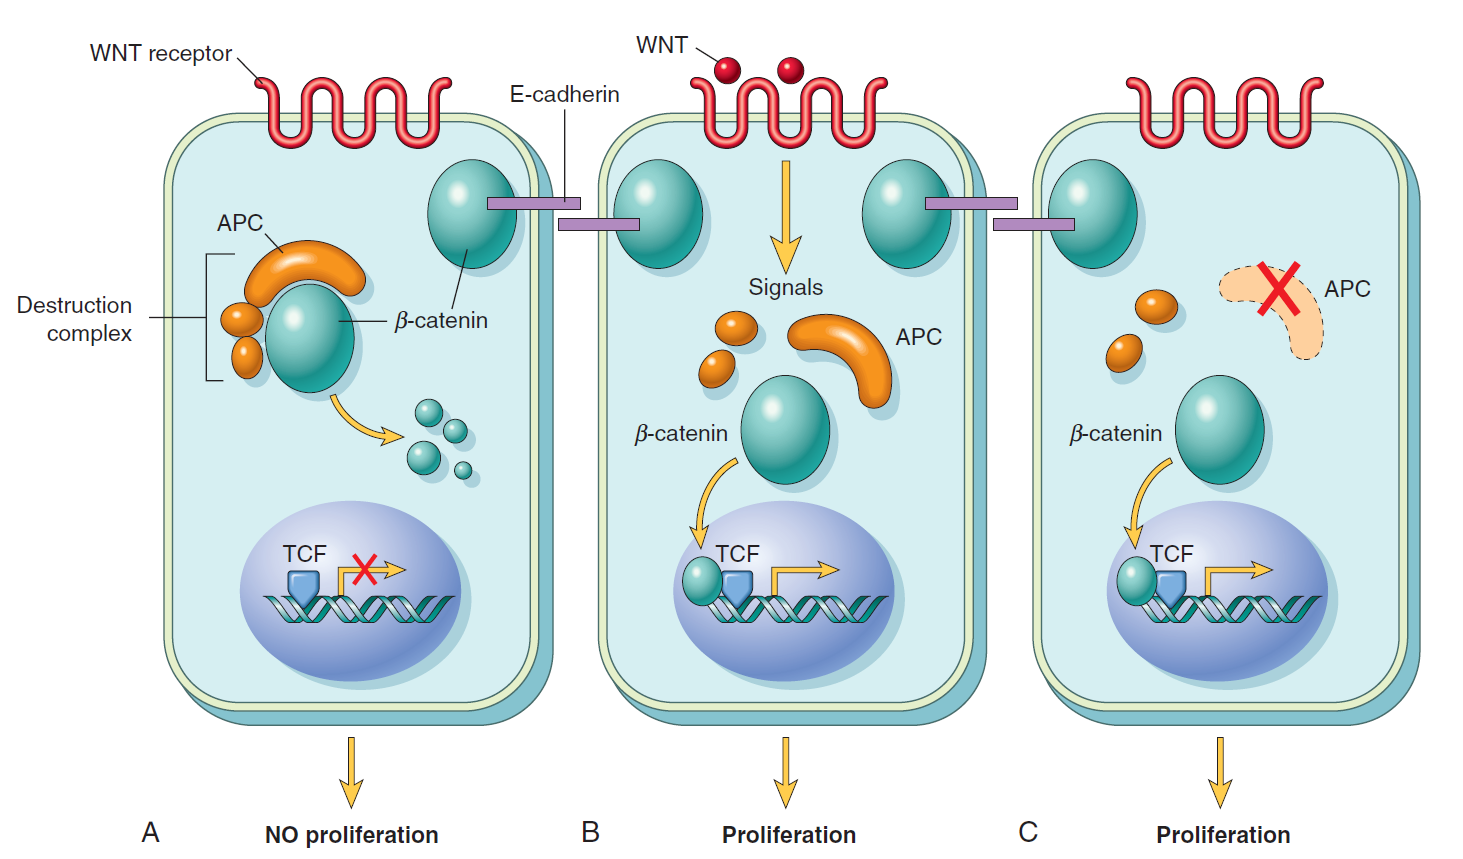 WNT receptor
E-cadherin
APC
Destruction
complex
β-catenin
TCF
A
NO proliferation
WNT
Signals
APC
β-catenin
TCF
B
Proliferation
APC
β-catenin
TCF
C
Proliferation